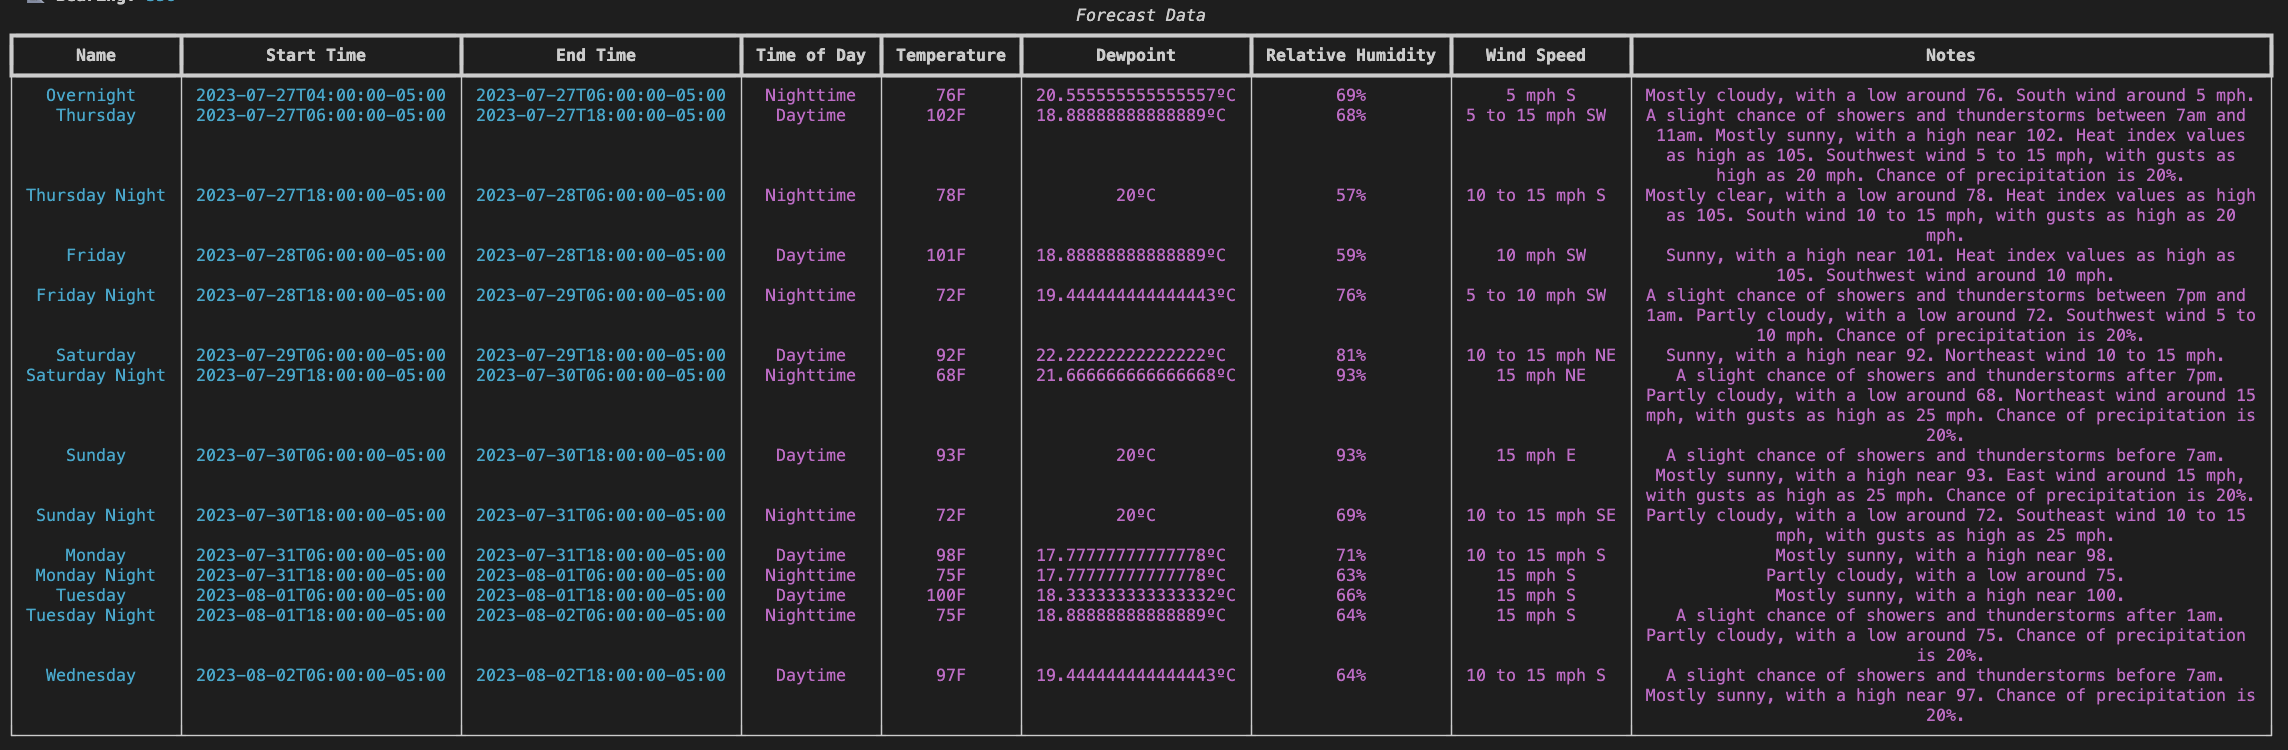 Forecast Data
Name Start Time End Time Time of Day Temperature Dewpoint Relative Humidity Wind Speed Notes
Overnight 2023-07-27T04:00:00-05:00 2023-07-27T06:00:00-05:00 Nighttime 76F 20.555555555555557ºC 69% 5 mph S Mostly cloudy, with a low around 76. South wind around 5 mph.
Thursday 2023-07-27T06:00:00-05:00 2023-07-27T18:00:00-05:00 Daytime 102F 18.88888888888889ºC 68% 5 to 15 mph SW A slight chance of showers and thunderstorms between 7am and
11am. Mostly sunny, with a high near 102. Heat index values
as high as 105. Southwest wind 5 to 15 mph, with gusts as
high as 20 mph. Chance of precipitation is 20%.
Thursday Night 2023-07-27T18:00:00-05:00 2023-07-28T06:00:00-05:00 Nighttime 78F 20ºC 57% 10 to 15 mph S Mostly clear, with a low around 78. Heat index values as high
as 105. South wind 10 to 15 mph, with gusts as high as 20
mph.
Friday 2023-07-28T06:00:00-05:00 2023-07-28T18:00:00-05:00 Daytime 101F 18.88888888888889ºC 59% 10 mph SW Sunny, with a high near 101. Heat index values as high as
105. Southwest wind around 10 mph.
Friday Night 2023-07-28T18:00:00-05:00 2023-07-29T06:00:00-05:00 Nighttime 72F 19.444444444444443ºC 76% 5 to 10 mph SW A slight chance of showers and thunderstorms between 7pm and
1am. Partly cloudy, with a low around 72. Southwest wind 5 to
10 mph. Chance of precipitation is 20%.
Saturday 2023-07-29T06:00:00-05:00 2023-07-29T18:00:00-05:00 Daytime 92F 22.22222222222222ºC 81% 10 to 15 mph NE Sunny, with a high near 92. Northeast wind 10 to 15 mph.
Saturday Night 2023-07-29T18:00:00-05:00 2023-07-30T06:00:00-05:00 Nighttime 68F 21.666666666666668ºC 93% 15 mph NE A slight chance of showers and thunderstorms after 7pm.
Partly cloudy, with a low around 68. Northeast wind around 15
mph, with gusts as high as 25 mph. Chance of precipitation is
20%.
Sunday 2023-07-30T06:00:00-05:00 2023-07-30T18:00:00-05:00 Daytime 93F 20ºC 93% 15 mph E A slight chance of showers and thunderstorms before 7am.
Mostly sunny, with a high near 93. East wind around 15 mph,
with gusts as high as 25 mph. Chance of precipitation is 20%.
Sunday Night 2023-07-30T18:00:00-05:00 2023-07-31T06:00:00-05:00 Nighttime 72F 20ºC 69% 10 to 15 mph SE Partly cloudy, with a low around 72. Southeast wind 10 to 15
mph, with gusts as high as 25 mph.
Monday 2023-07-31T06:00:00-05:00 2023-07-31T18:00:00-05:00 Daytime 98F 17.77777777777778ºC 71% 10 to 15 mph S Mostly sunny, with a high near 98.
Monday Night 2023-07-31T18:00:00-05:00 2023-08-01T06:00:00-05:00 Nighttime 75F 17.77777777777778ºC 63% 15 mph S Partly cloudy, with a low around 75.
Tuesday 2023-08-01T06:00:00-05:00 2023-08-01T18:00:00-05:00 Daytime 100F 18.333333333333332ºC 66% 15 mph S Mostly sunny, with a high near 100.
Tuesday Night 2023-08-01T18:00:00-05:00 2023-08-02T06:00:00-05:00 Nighttime 75F 18.88888888888889ºC 64% 15 mph S A slight chance of showers and thunderstorms after 1am.
Partly cloudy, with a low around 75. Chance of precipitation
is 20%.
Wednesday 2023-08-02T06:00:00-05:00 2023-08-02T18:00:00-05:00 Daytime 97F 19.444444444444443ºC 64% 10 to 15 mph S A slight chance of showers and thunderstorms before 7am.
Mostly sunny, with a high near 97. Chance of precipitation is
20%.